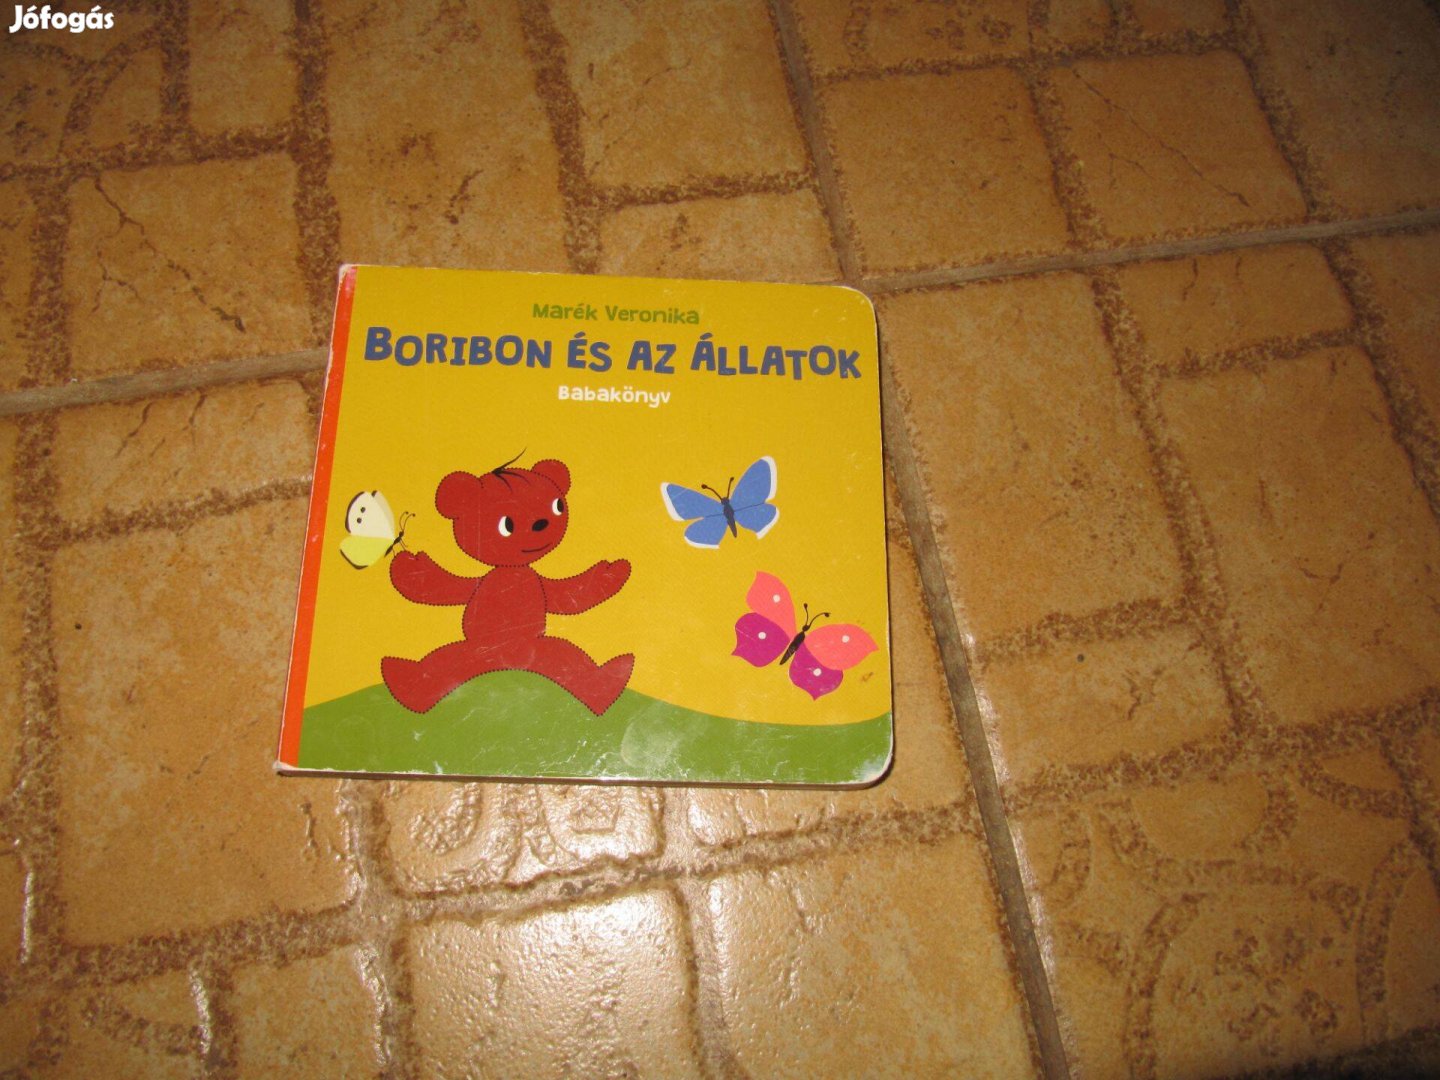 Jófogás
Marék Veronika
BORIBON ÉS AZ ÁLLATOK
Babakönyv